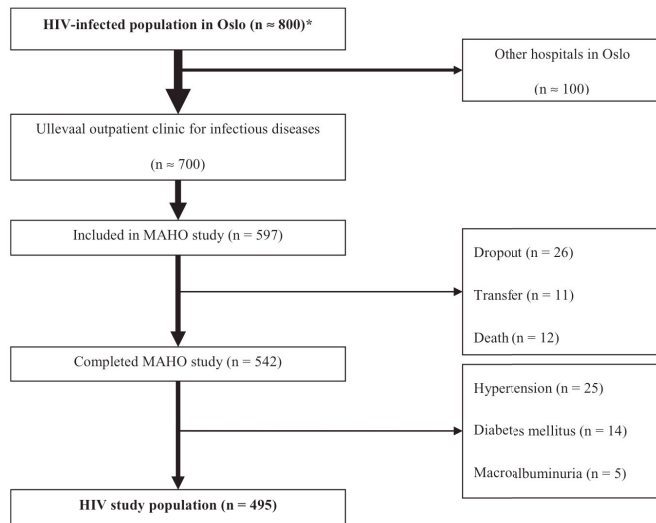 HIV-infected population in Oslo (n ≈ 800)*
Other hospitals in Oslo
(n ≈ 100)
Ullevaal outpatient clinic for infectious diseases
(n ≈ 700)
Included in MAHO study (n = 597)
Dropout (n = 26)
Transfer (n = 11)
Death (n = 12)
Completed MAHO study (n = 542)
Hypertension (n = 25)
Diabetes mellitus (n = 14)
Macroalbuminuria (n = 5)
HIV study population (n = 495)